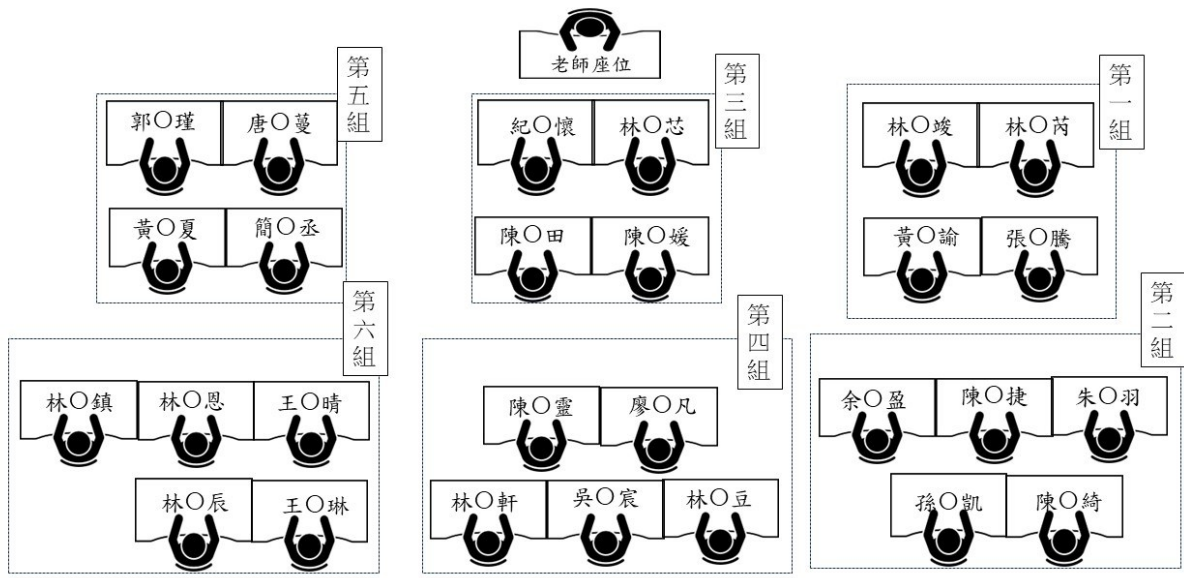 老師座位
第五組
郭○瑾 唐○蔓
黃○夏 簡○丞
第三組
紀○懷 林○芯
陳○田 陳○媛
第一組
林○竣 林○芮
黃○諭 張○騰
第六組
林○鎮 林○恩 王○晴
林○辰 王○琳
第四組
陳○靈 廖○凡
林○軒 吳○宸 林○豆
第二組
余○盈 陳○捷 朱○羽
孫○凱 陳○綺